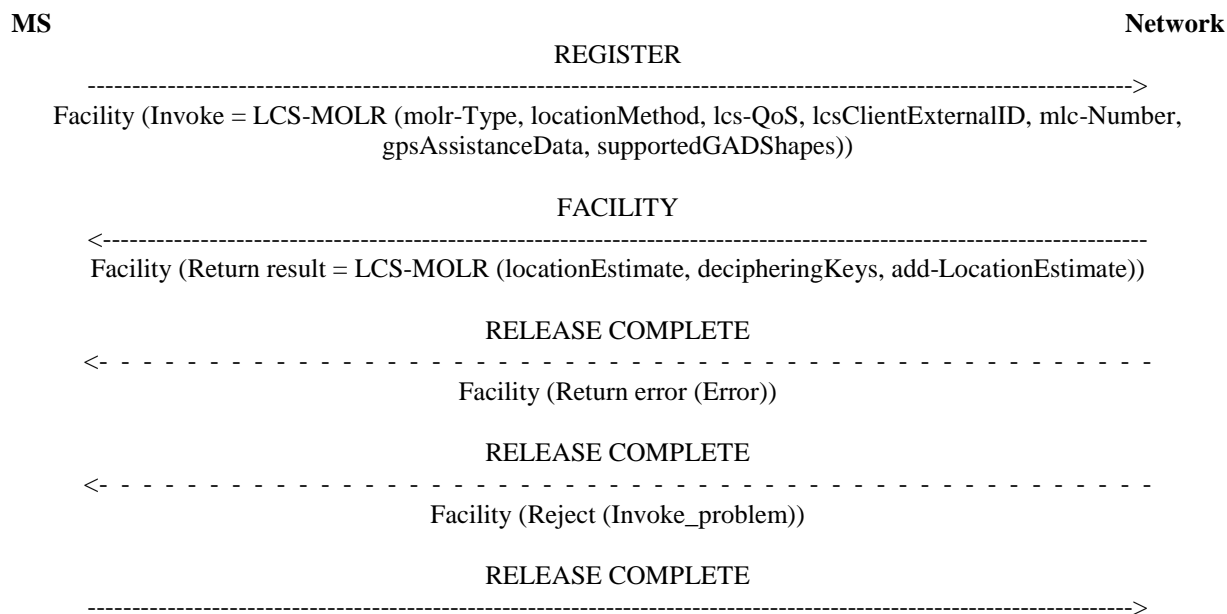 MS Network
REGISTER
------------------------------------------------------------------------------------------------------------------------>
Facility (Invoke = LCS-MOLR (molr-Type, locationMethod, lcs-QoS, lcsClientExternalID, mlc-Number,
gpsAssistanceData, supportedGADShapes))
FACILITY
<------------------------------------------------------------------------------------------------------------------------
Facility (Return result = LCS-MOLR (locationEstimate, decipheringKeys, add-LocationEstimate))
RELEASE COMPLETE
<- - - - - - - - - - - - - - - - - - - - - - - - - - - - - - - - - - - - -
Facility (Return error (Error))
RELEASE COMPLETE
<- - - - - - - - - - - - - - - - - - - - - - - - - - - - - - - - - - - - -
Facility (Reject (Invoke_problem))
RELEASE COMPLETE
------------------------------------------------------------------------------------------------------------------------>